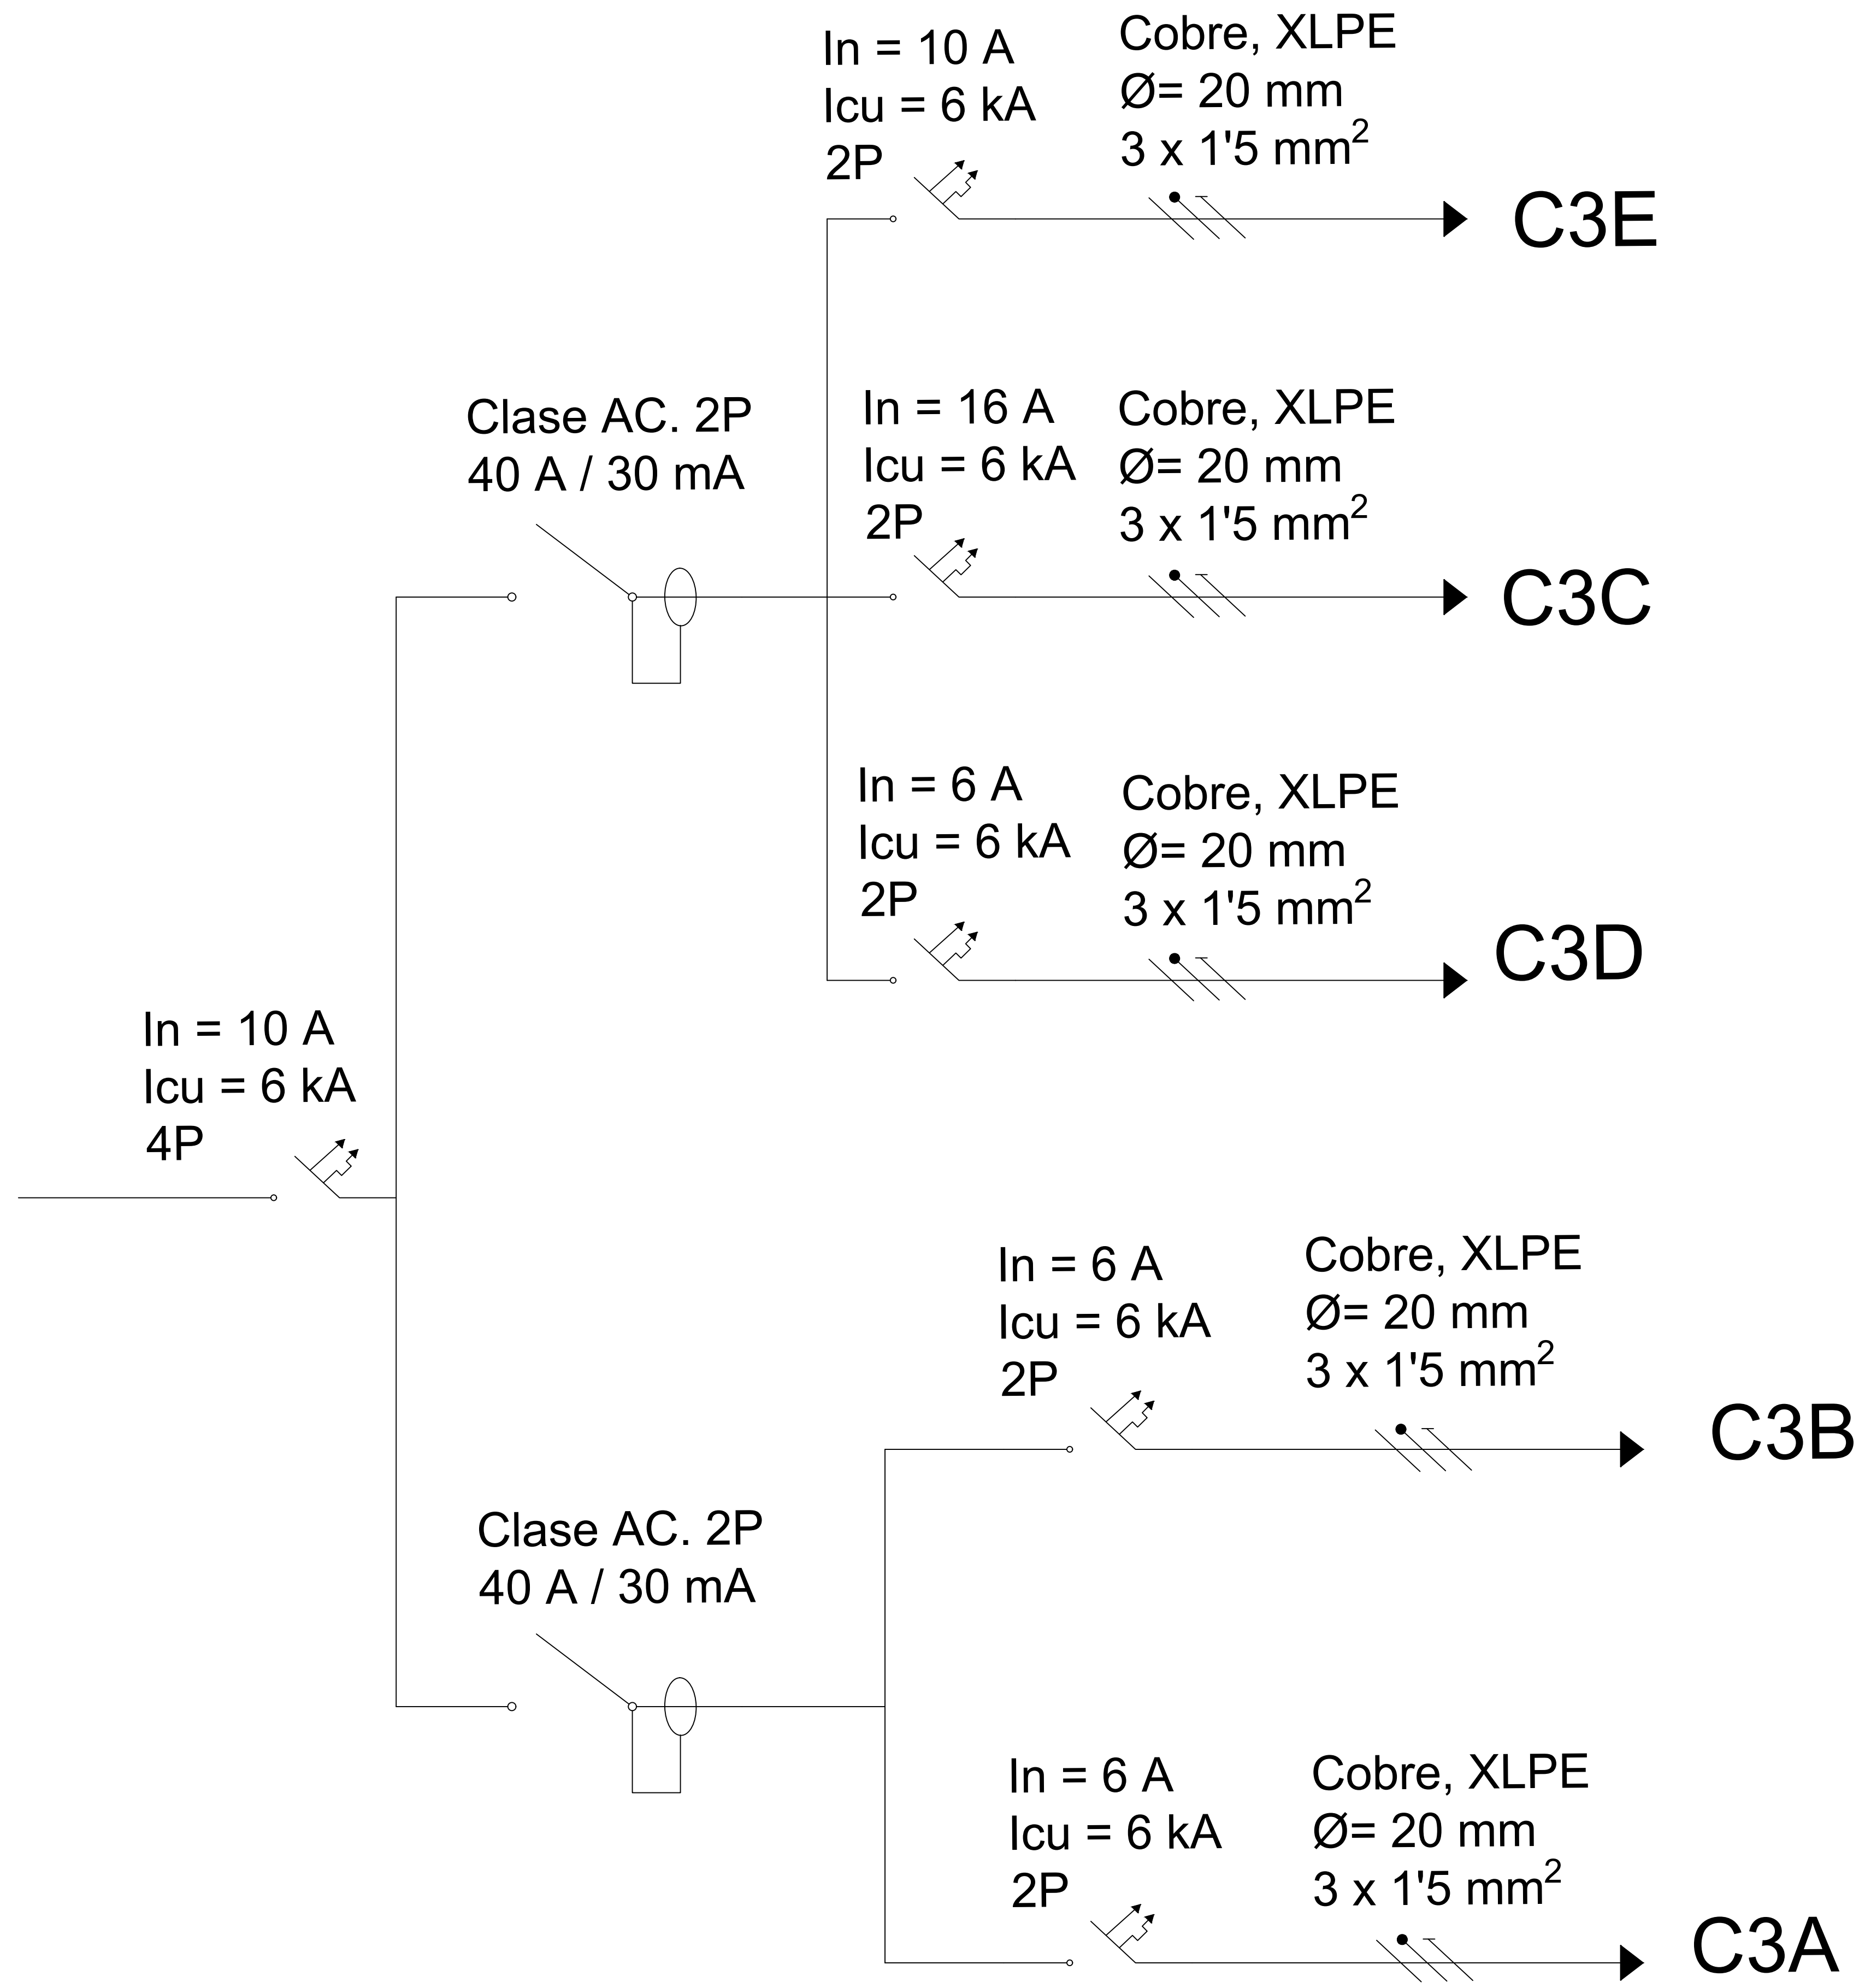 In = 10 A
Icu = 6 kA
2P
Cobre, XLPE
Ø= 20 mm
3 x 1'5 mm²
C3E
Clase AC. 2P
40 A / 30 mA
In = 16 A
Icu = 6 kA
2P
Cobre, XLPE
Ø= 20 mm
3 x 1'5 mm²
C3C
In = 6 A
Icu = 6 kA
2P
Cobre, XLPE
Ø= 20 mm
3 x 1'5 mm²
C3D
In = 10 A
Icu = 6 kA
4P
In = 6 A
Icu = 6 kA
2P
Cobre, XLPE
Ø= 20 mm
3 x 1'5 mm²
C3B
Clase AC. 2P
40 A / 30 mA
In = 6 A
Icu = 6 kA
2P
Cobre, XLPE
Ø= 20 mm
3 x 1'5 mm²
C3A